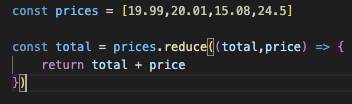 const prices = [19.99,20.01,15.08,24.5]
const total = prices.reduce((total,price) => {
return total + price
})